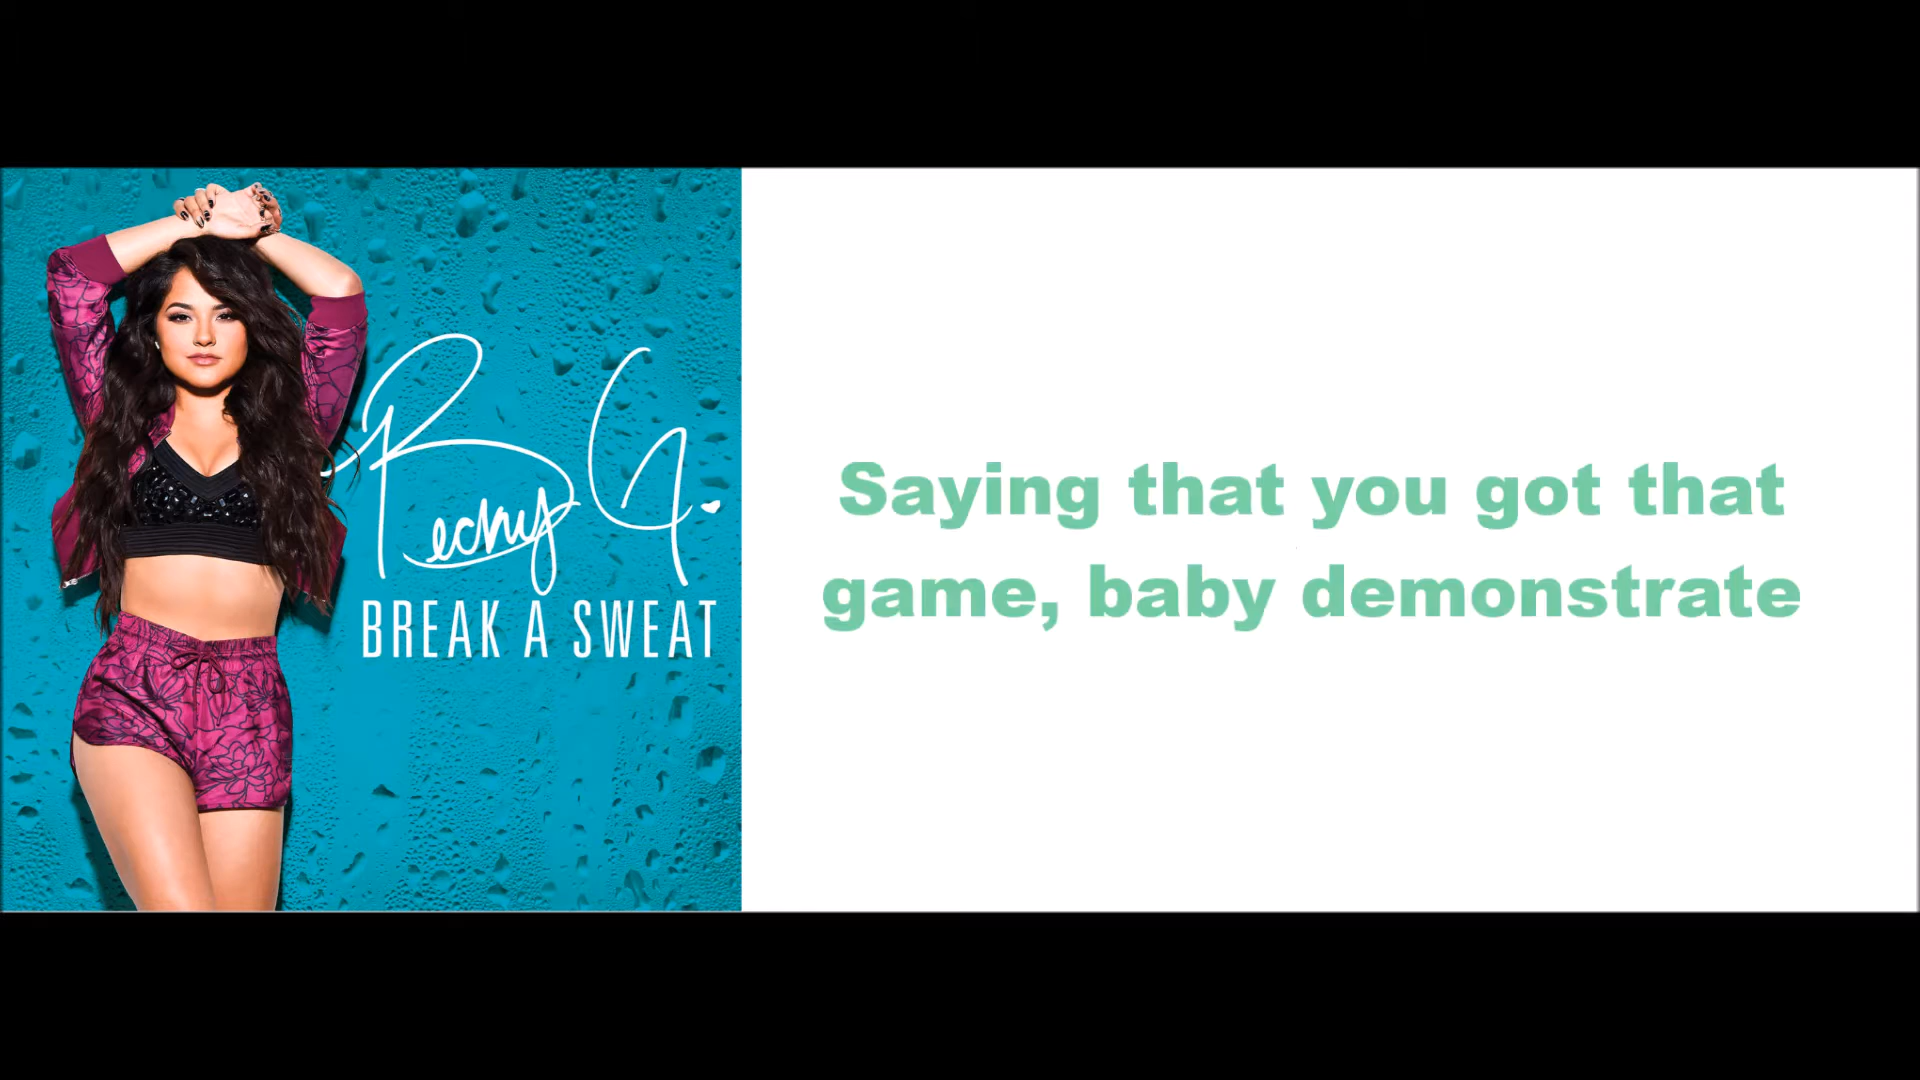 Becky G.
BREAK A SWEAT
Saying that you got that
game, baby demonstrate